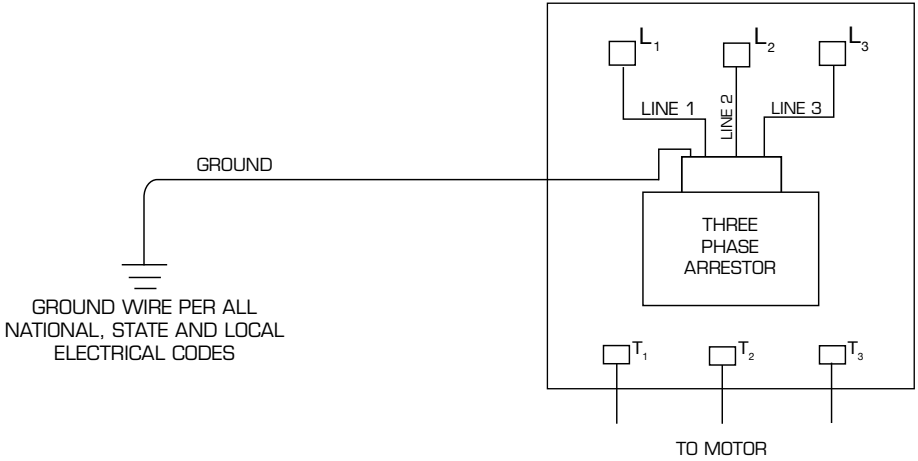 L1
L2
L3
LINE 1
LINE 2
LINE 3
GROUND
THREE
PHASE
ARRESTOR
GROUND WIRE PER ALL
NATIONAL, STATE AND LOCAL
ELECTRICAL CODES
T1
T2
T3
TO MOTOR